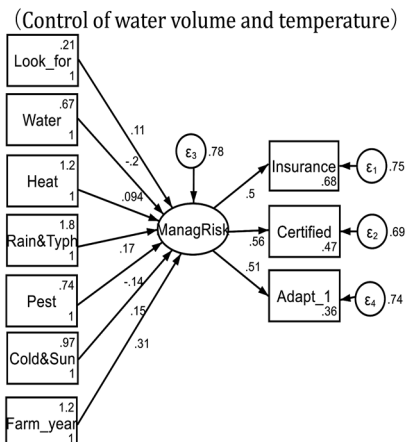 (Control of water volume and temperature)
.21
Look_for
1
.67
Water
1
1.2
Heat
1
1.8
Rain&Typh
1
.74
Pest
1
.97
Cold&Sun
1
1.2
Farm_year
1
.11
-.2
.094
.17
-.14
.15
.31
ε3 .78
ManagRisk
.5
.56
.51
Insurance
.68
ε1 .75
Certified
.47
ε2 .69
Adapt_1
.36
ε4 .74